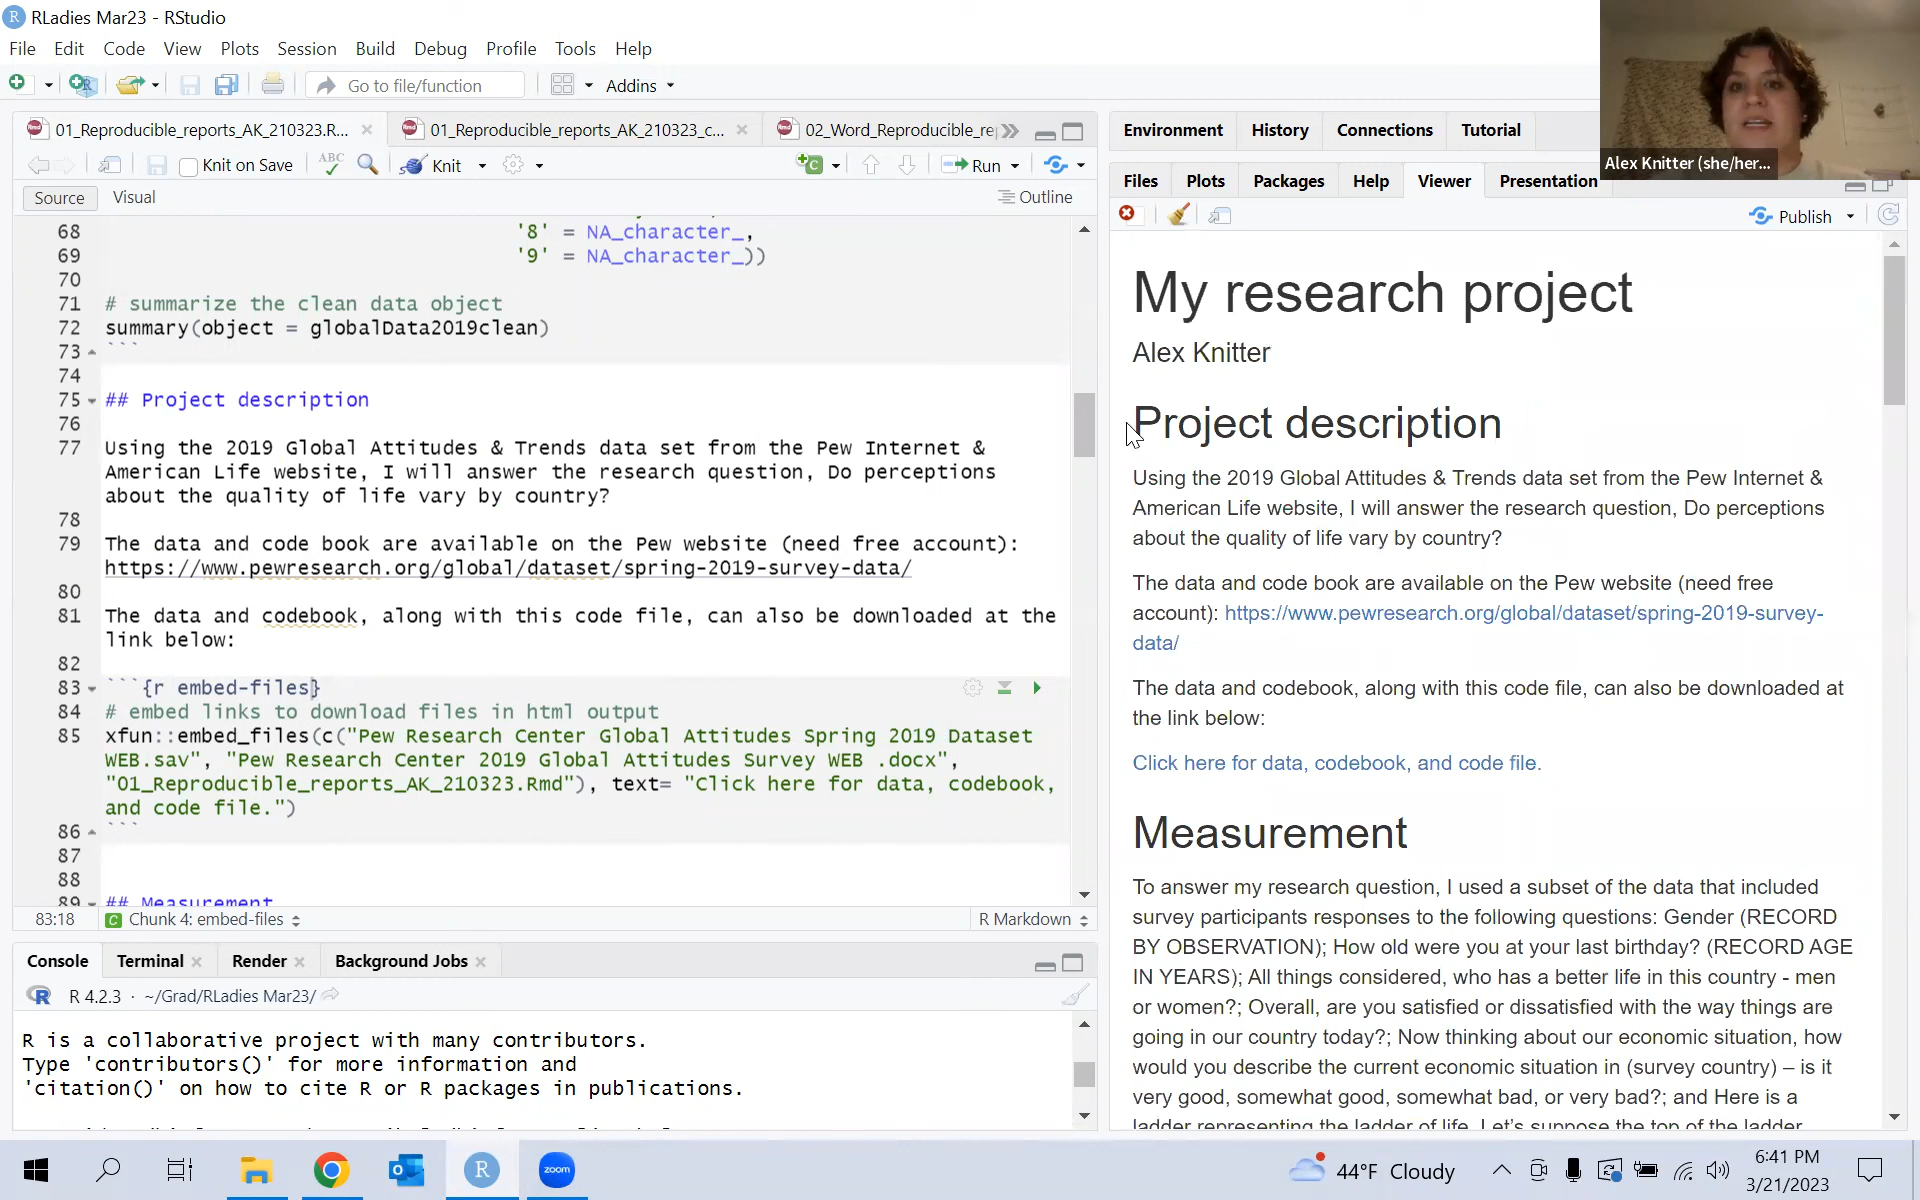 RLadies Mar23 - RStudio
File Edit Code View Plots Session Build Debug Profile Tools Help
Go to file/function Addins
01_Reproducible_reports_AK_210323.R... 01_Reproducible_reports_AK_210323_c... 02_Word_Reproducible_re
Knit on Save ABC Knit Run
Source Visual Outline
68 '8' = NA_character_,
69 '9' = NA_character_))
70
71 # summarize the clean data object
72 summary(object = globalData2019clean)
73 ```
74
75 ## Project description
76
77 Using the 2019 Global Attitudes & Trends data set from the Pew Internet &
American Life website, I will answer the research question, Do perceptions
about the quality of life vary by country?
78
79 The data and code book are available on the Pew website (need free account):
https://www.pewresearch.org/global/dataset/spring-2019-survey-data/
80
81 The data and codebook, along with this code file, can also be downloaded at the
link below:
82
83 ```{r embed-files}
84 # embed links to download files in html output
85 xfun::embed_files(c("Pew Research Center Global Attitudes Spring 2019 Dataset
WEB.sav", "Pew Research Center 2019 Global Attitudes Survey WEB .docx",
"01_Reproducible_reports_AK_210323.Rmd"), text= "Click here for data, codebook,
and code file.")
86 ```
87
88
89 ## Measurement
83:18 Chunk 4: embed-files R Markdown
Console Terminal Render Background Jobs
R 4.2.3 · ~/Grad/RLadies Mar23/
R is a collaborative project with many contributors.
Type 'contributors()' for more information and
'citation()' on how to cite R or R packages in publications.
Environment History Connections Tutorial
Files Plots Packages Help Viewer Presentation
Publish
My research project
Alex Knitter
Project description
Using the 2019 Global Attitudes & Trends data set from the Pew Internet &
American Life website, I will answer the research question, Do perceptions
about the quality of life vary by country?
The data and code book are available on the Pew website (need free
account): https://www.pewresearch.org/global/dataset/spring-2019-survey-
data/
The data and codebook, along with this code file, can also be downloaded at
the link below:
Click here for data, codebook, and code file.
Measurement
To answer my research question, I used a subset of the data that included
survey participants responses to the following questions: Gender (RECORD
BY OBSERVATION); How old were you at your last birthday? (RECORD AGE
IN YEARS); All things considered, who has a better life in this country - men
or women?; Overall, are you satisfied or dissatisfied with the way things are
going in our country today?; Now thinking about our economic situation, how
would you describe the current economic situation in (survey country) – is it
very good, somewhat good, somewhat bad, or very bad?; and Here is a
ladder representing the ladder of life. Let's suppose the top of the ladder
Alex Knitter (she/her...
zoom
44°F Cloudy
6:41 PM
3/21/2023